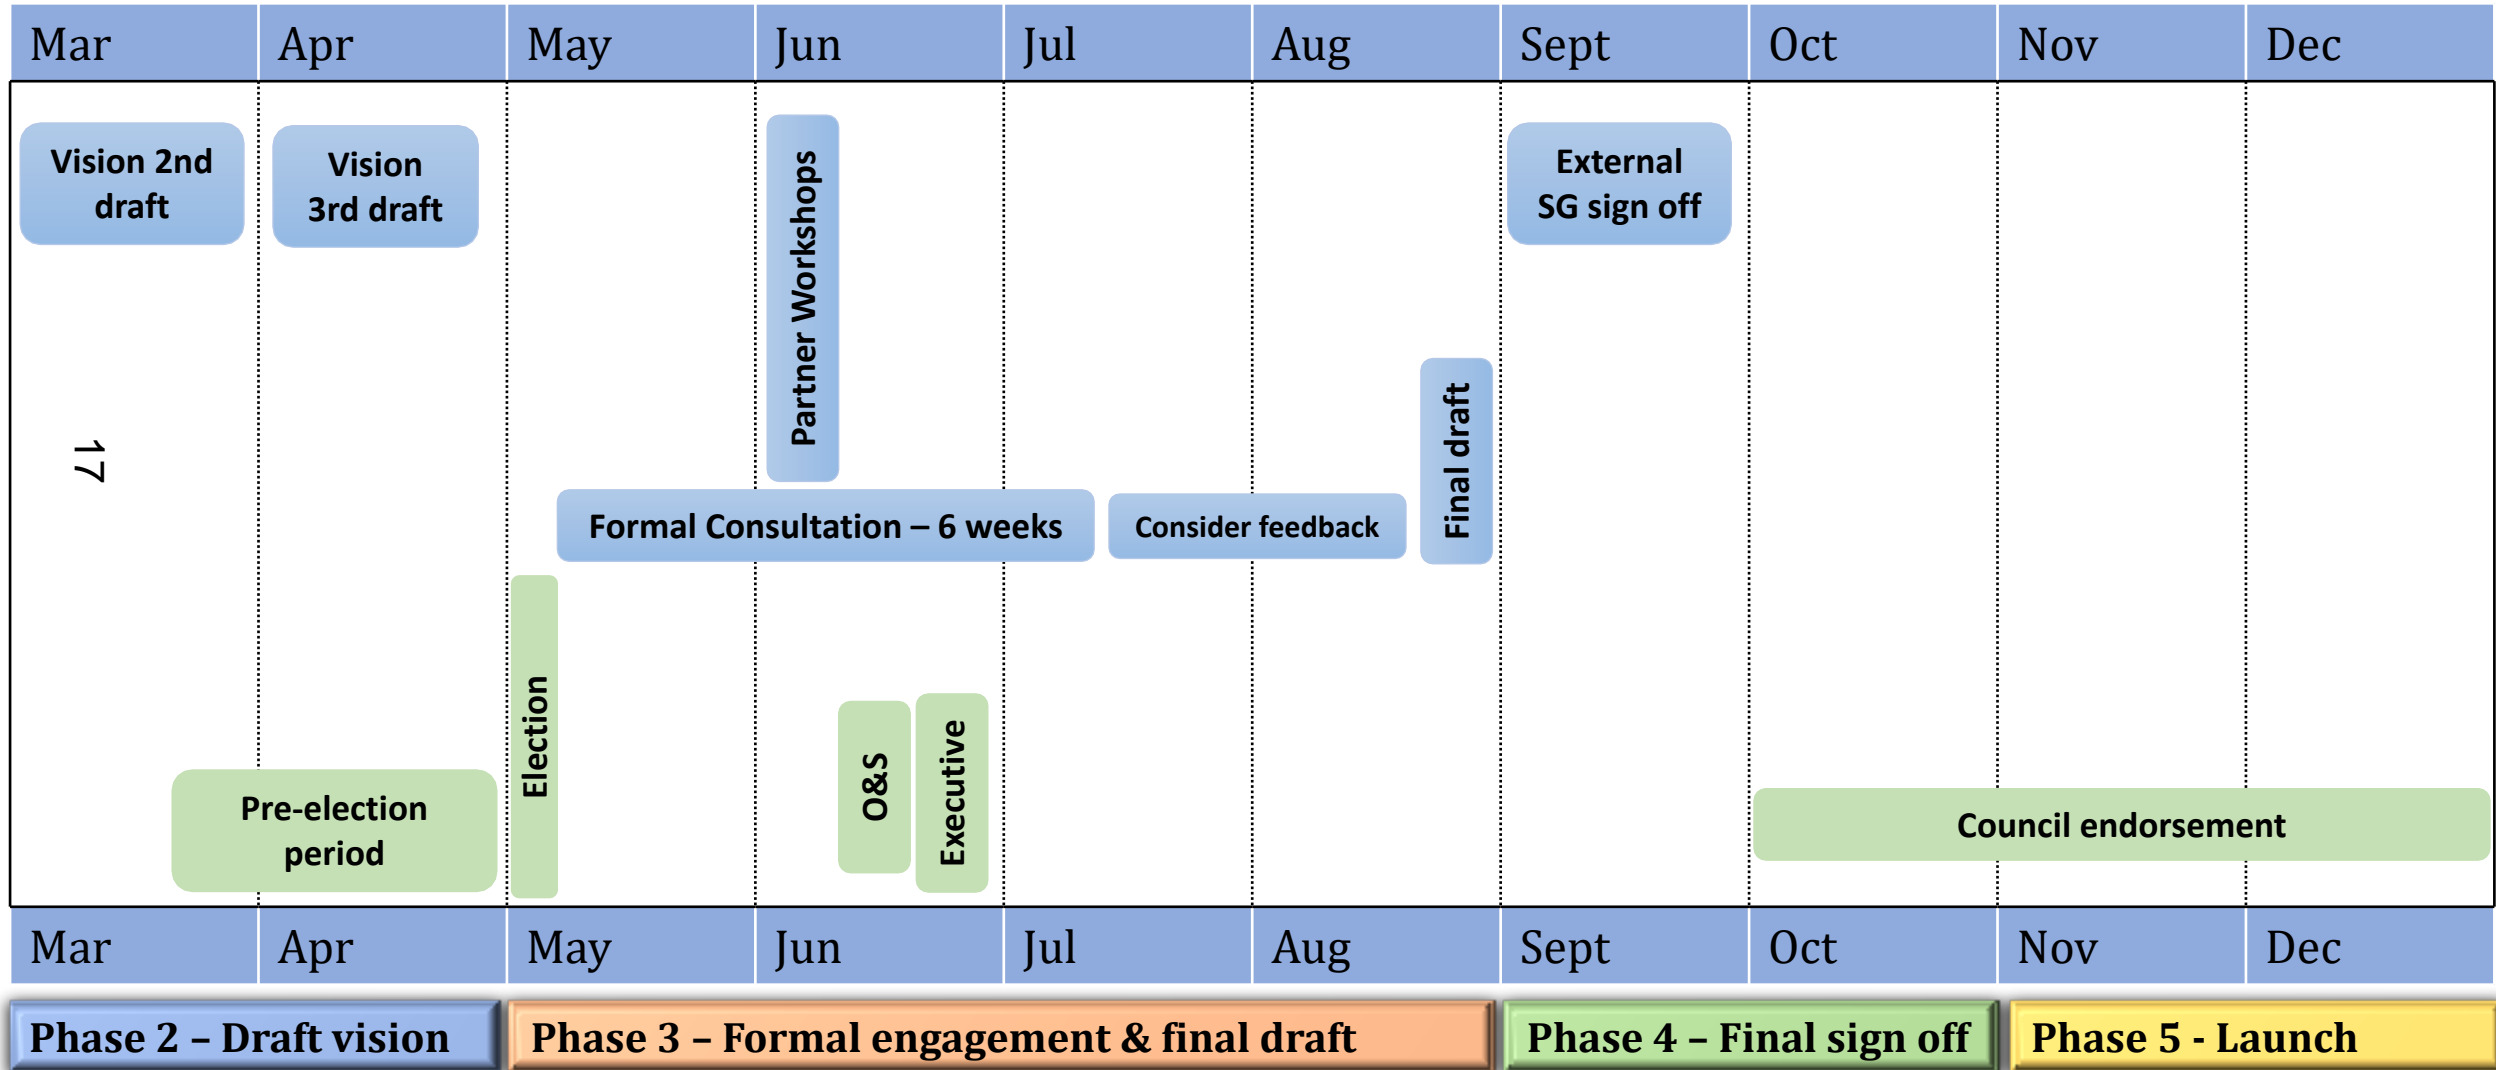 Mar Apr May Jun Jul Aug Sept Oct Nov Dec
Vision 2nd
draft
Vision
3rd draft
Partner Workshops
External
SG sign off
17
Final draft
Formal Consultation – 6 weeks
Consider feedback
Election
O&S
Executive
Pre-election
period
Council endorsement
Mar Apr May Jun Jul Aug Sept Oct Nov Dec
Phase 2 – Draft vision
Phase 3 – Formal engagement & final draft
Phase 4 – Final sign off
Phase 5 - Launch